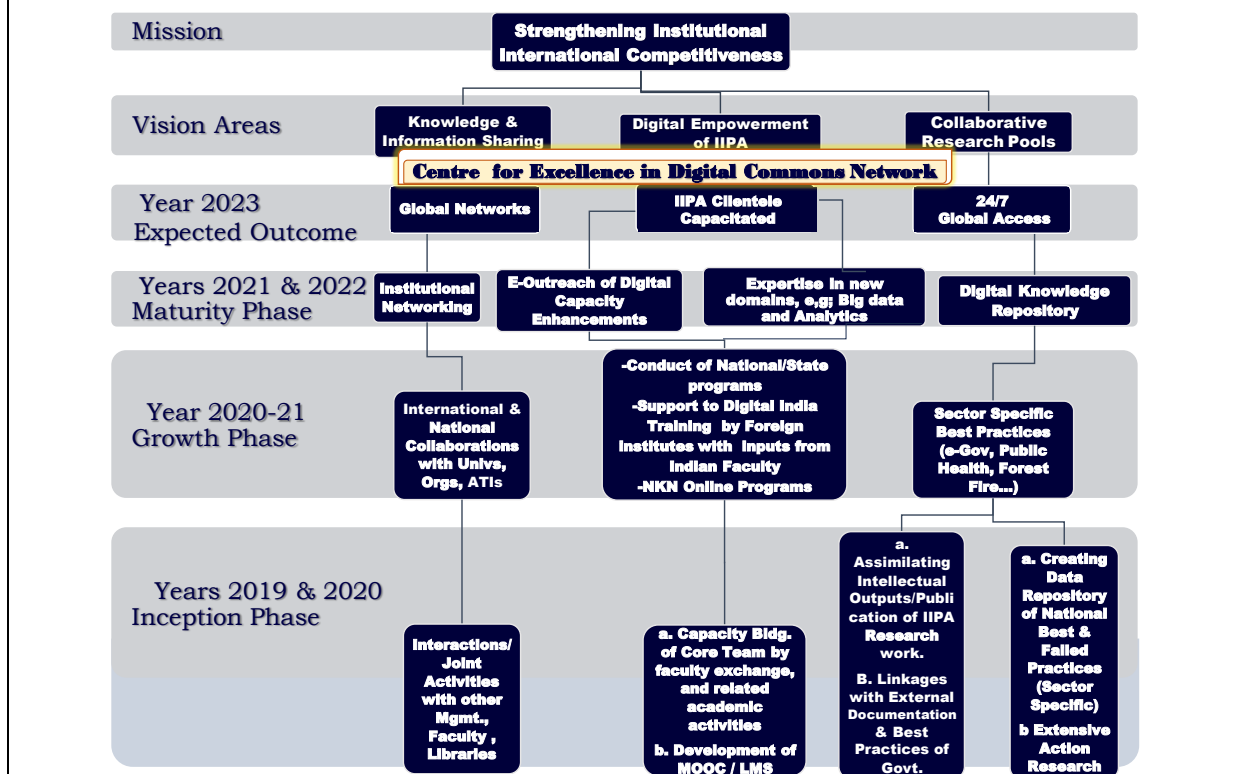 Mission
Strengthening Institutional
International Competitiveness
Vision Areas
Knowledge &
Information Sharing
Digital Empowerment
of IIPA
Collaborative
Research Pools
Centre for Excellence in Digital Commons Network
Year 2023
Expected Outcome
Global Networks
IIPA Clientele
Capacitated
24/7
Global Access
Years 2021 & 2022
Maturity Phase
Institutional
Networking
E-Outreach of Digital
Capacity
Enhancements
Expertise in new
domains, e,g; Big data
and Analytics
Digital Knowledge
Repository
Year 2020-21
Growth Phase
International &
National
Collaborations
with Univs,
Orgs, ATIs
-Conduct of National/State
programs
-Support to Digital India
Training by Foreign
Institutes with Inputs from
Indian Faculty
-NKN Online Programs
Sector Specific
Best Practices
(e-Gov, Public
Health, Forest
Fire...)
Years 2019 & 2020
Inception Phase
Interactions/
Joint
Activities
with other
Mgmt.,
Faculty ,
Libraries
a. Capacity Bldg.
of Core Team by
faculty exchange,
and related
academic
activities
b. Development of
MOOC / LMS
a.
Assimilating
Intellectual
Outputs/Publi
cation of IIPA
Research
work.
B. Linkages
with External
Documentation
& Best
Practices of
Govt.
a. Creating
Data
Repository
of National
Best &
Failed
Practices
(Sector
Specific)
b Extensive
Action
Research